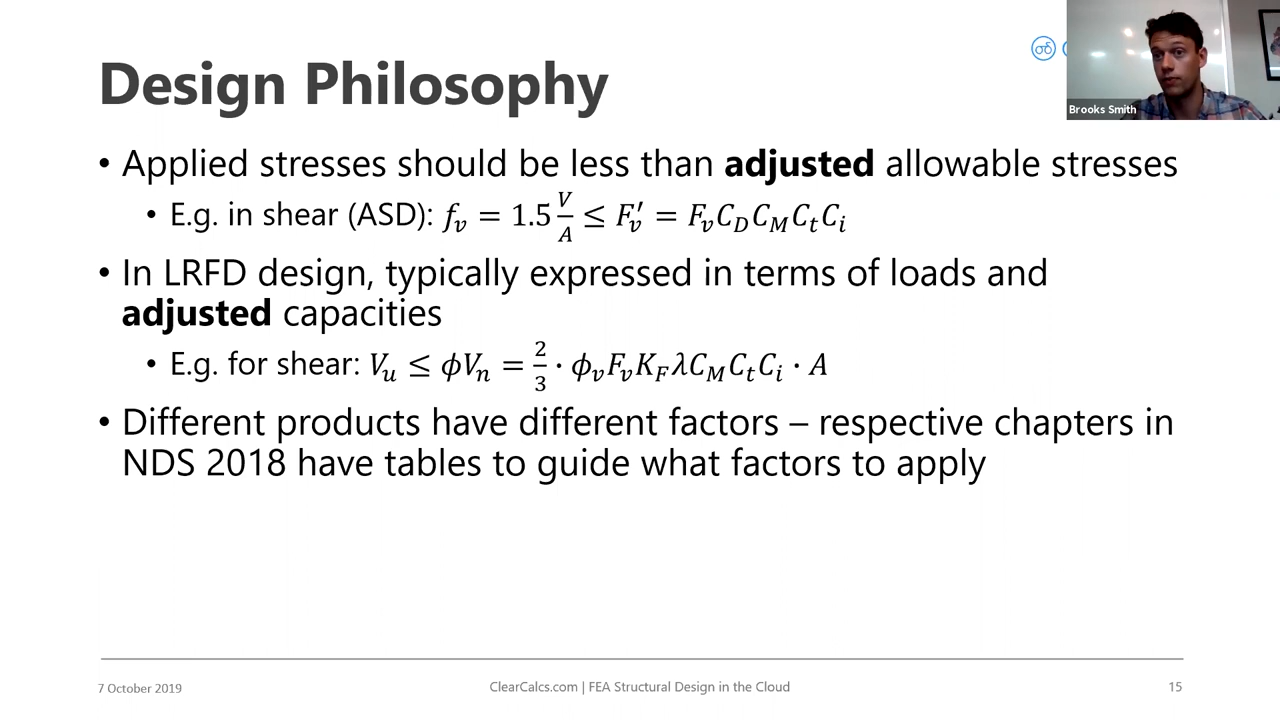 Design Philosophy
Brooks Smith
• Applied stresses should be less than adjusted allowable stresses
• E.g. in shear (ASD): f_v = 1.5 V/A ≤ F_v′ = F_v C_D C_M C_t C_i
• In LRFD design, typically expressed in terms of loads and
adjusted capacities
• E.g. for shear: V_u ≤ ϕV_n = 2/3 · ϕ_v F_v K_F λ C_M C_t C_i · A
• Different products have different factors – respective chapters in
NDS 2018 have tables to guide what factors to apply
7 October 2019
ClearCalcs.com | FEA Structural Design in the Cloud
15